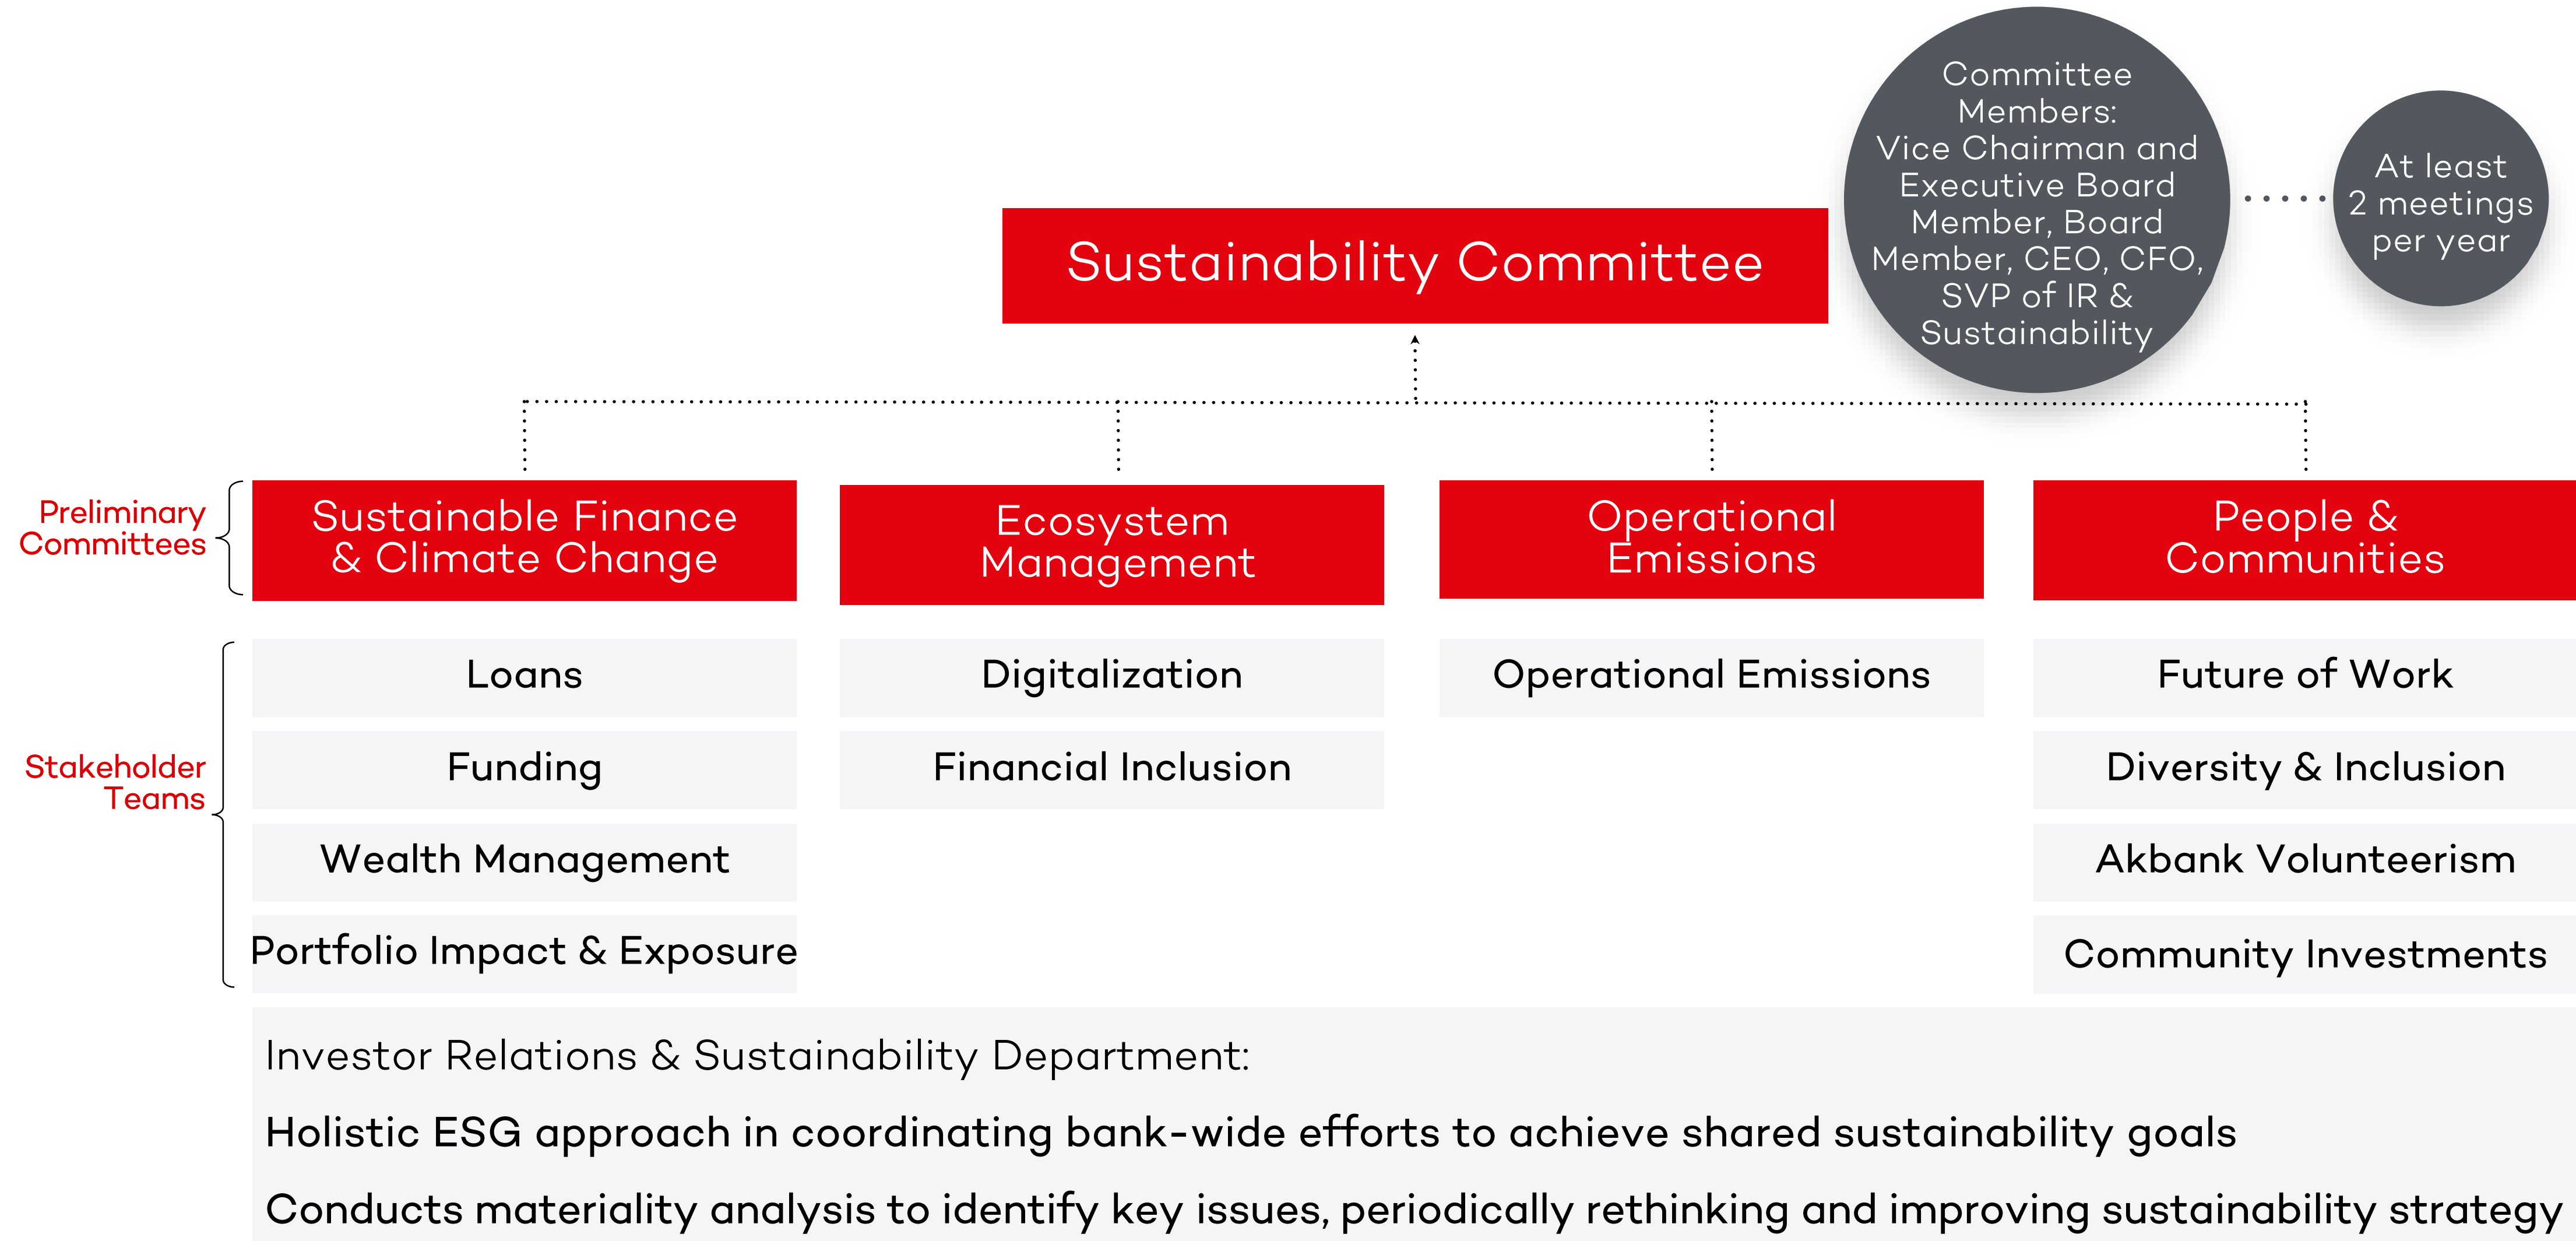 Committee
Members:
Vice Chairman and
Executive Board
Member, Board
Member, CEO, CFO,
SVP of IR &
Sustainability
At least
2 meetings
per year
Sustainability Committee
Preliminary
Committees
Sustainable Finance
& Climate Change
Ecosystem
Management
Operational
Emissions
People &
Communities
Stakeholder
Teams
Loans
Digitalization
Operational Emissions
Future of Work
Funding
Financial Inclusion
Diversity & Inclusion
Wealth Management
Akbank Volunteerism
Portfolio Impact & Exposure
Community Investments
Investor Relations & Sustainability Department:
Holistic ESG approach in coordinating bank-wide efforts to achieve shared sustainability goals
Conducts materiality analysis to identify key issues, periodically rethinking and improving sustainability strategy